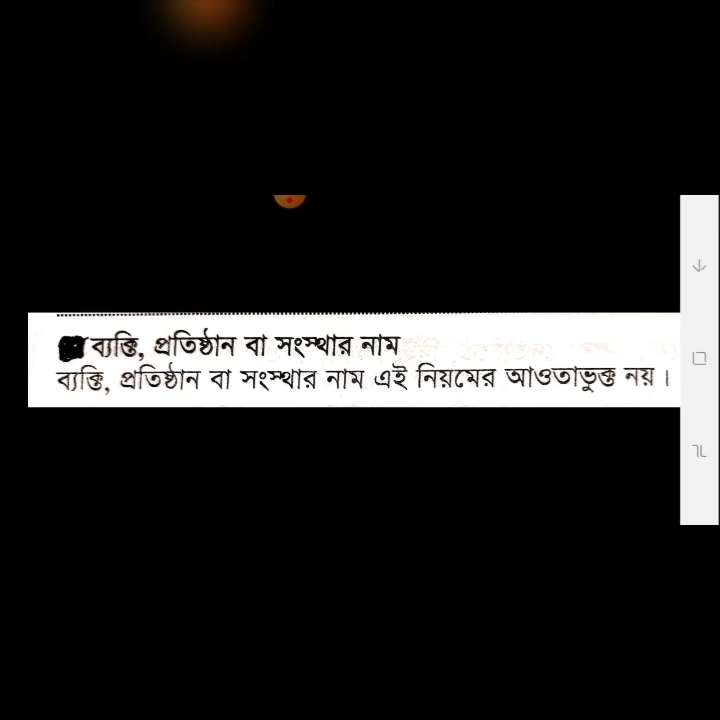 ব্যক্তি, প্রতিষ্ঠান বা সংস্থার নাম
ব্যক্তি, প্রতিষ্ঠান বা সংস্থার নাম এই নিয়মের আওতাভুক্ত নয়।